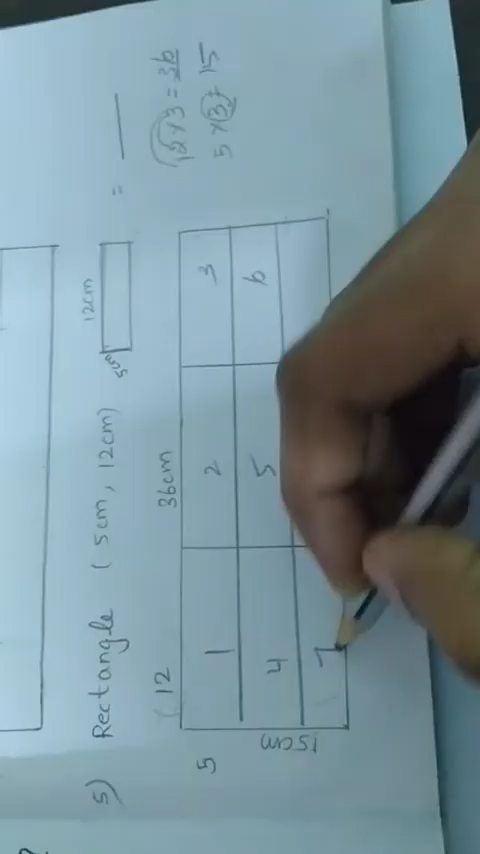 5) Rectangle (5cm, 12cm)
12cm
5cm
= ___
(12
36cm
12 x 3 = 36
5 x 3 = 15
5
1 2 3
4 5 6
7
15cm